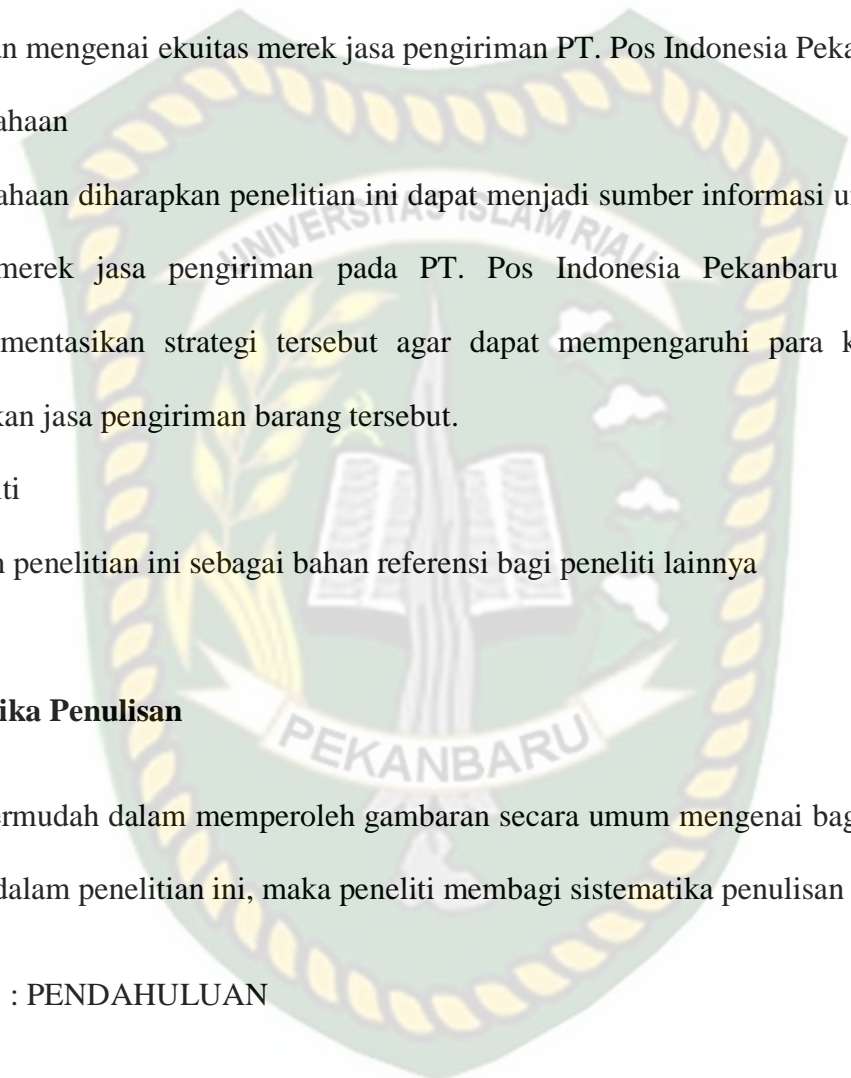 an mengenai ekuitas merek jasa pengiriman PT. Pos Indonesia Peka
ahaan
ahaan diharapkan penelitian ini dapat menjadi sumber informasi u
UNIVERSITAS ISLAM RIAU
merek jasa pengiriman pada PT. Pos Indonesia Pekanbaru
mentasikan strategi tersebut agar dapat mempengaruhi para k
kan jasa pengiriman barang tersebut.
iti
n penelitian ini sebagai bahan referensi bagi peneliti lainnya
ika Penulisan
PEKANBARU
ermudah dalam memperoleh gambaran secara umum mengenai bag
dalam penelitian ini, maka peneliti membagi sistematika penulisan
: PENDAHULUAN